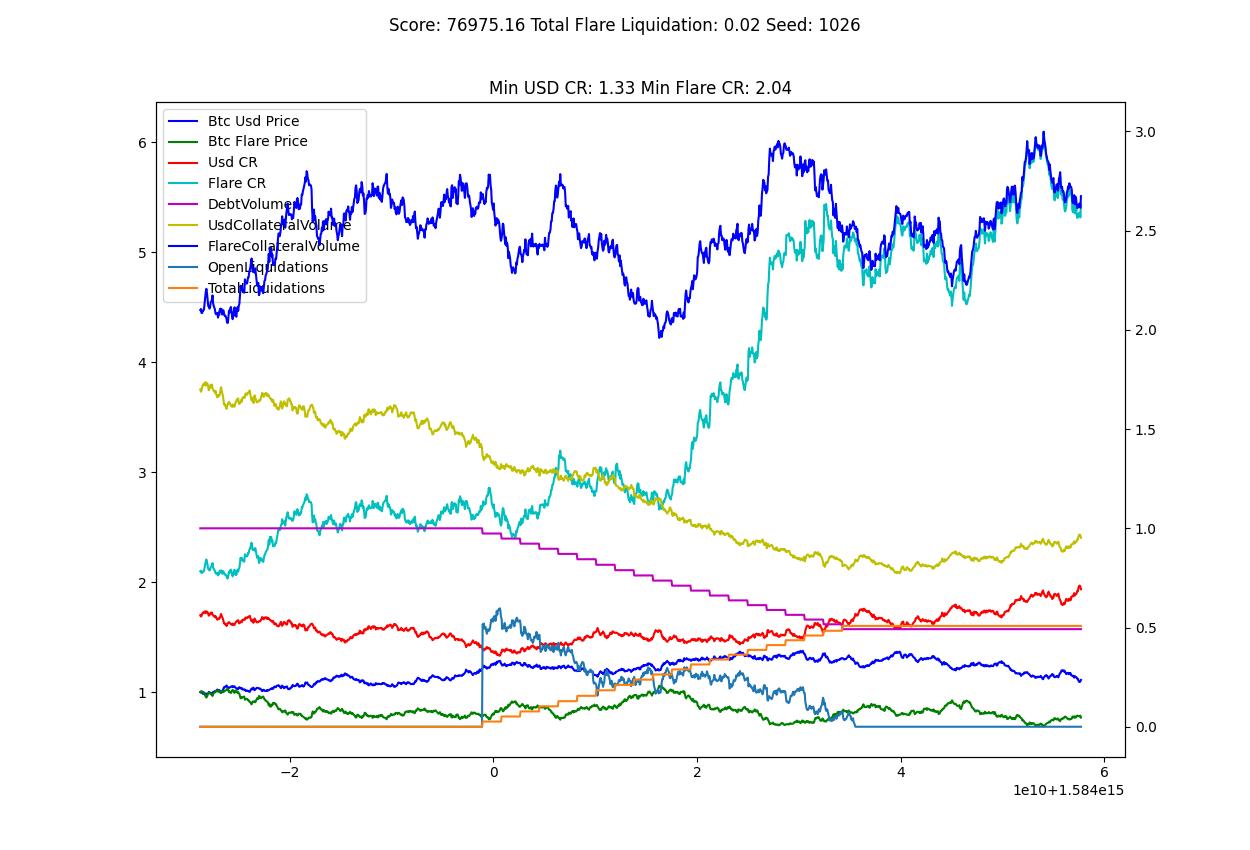 Score: 76975.16 Total Flare Liquidation: 0.02 Seed: 1026
Min USD CR: 1.33 Min Flare CR: 2.04
Btc Usd Price
Btc Flare Price
Usd CR
Flare CR
DebtVolume
UsdCollateralVolume
FlareCollateralVolume
OpenLiquidations
TotalLiquidations
6
5
4
3
2
1
3.0
2.5
2.0
1.5
1.0
0.5
0.0
−2
0
2
4
6
1e10+1.584e15